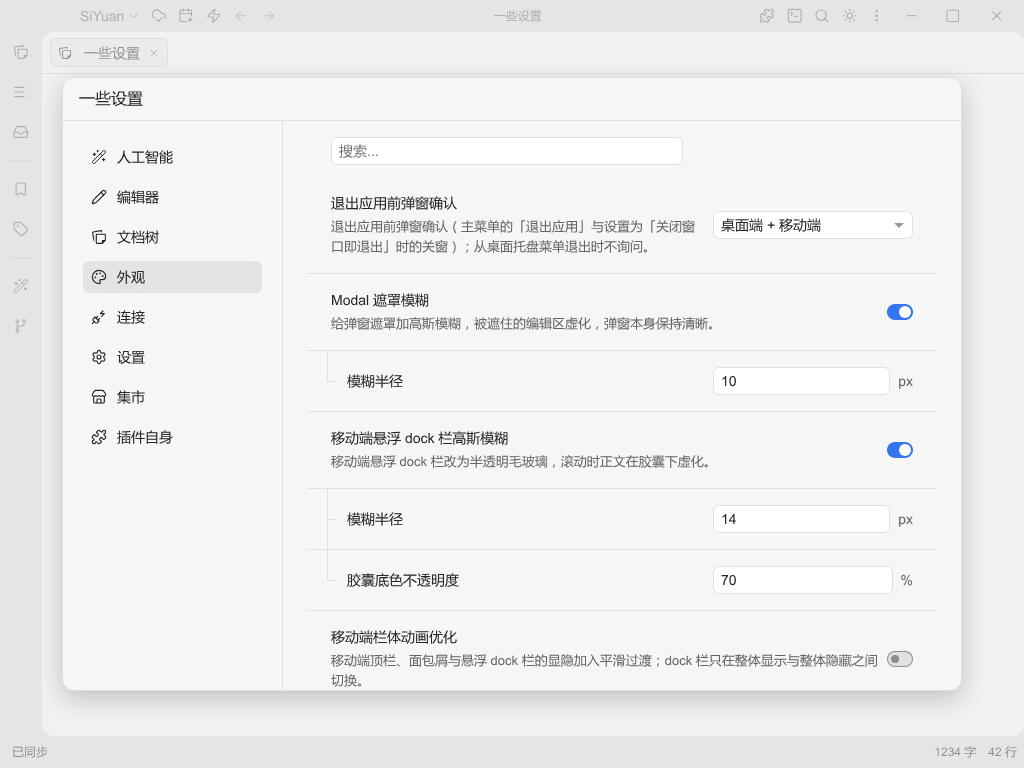 SiYuan
一些设置
一些设置
一些设置
人工智能
编辑器
文档树
外观
连接
设置
集市
插件自身
搜索...
退出应用前弹窗确认
退出应用前弹窗确认（主菜单的「退出应用」与设置为「关闭窗
口即退出」时的关窗）；从桌面托盘菜单退出时不询问。
桌面端 + 移动端
Modal 遮罩模糊
给弹窗遮罩加高斯模糊，被遮住的编辑区虚化，弹窗本身保持清晰。
模糊半径
10
px
移动端悬浮 dock 栏高斯模糊
移动端悬浮 dock 栏改为半透明毛玻璃，滚动时正文在胶囊下虚化。
模糊半径
14
px
胶囊底色不透明度
70
%
移动端栏体动画优化
移动端顶栏、面包屑与悬浮 dock 栏的显隐加入平滑过渡；dock 栏只在整体显示与整体隐藏之间
切换。
已同步
1234 字
42 行